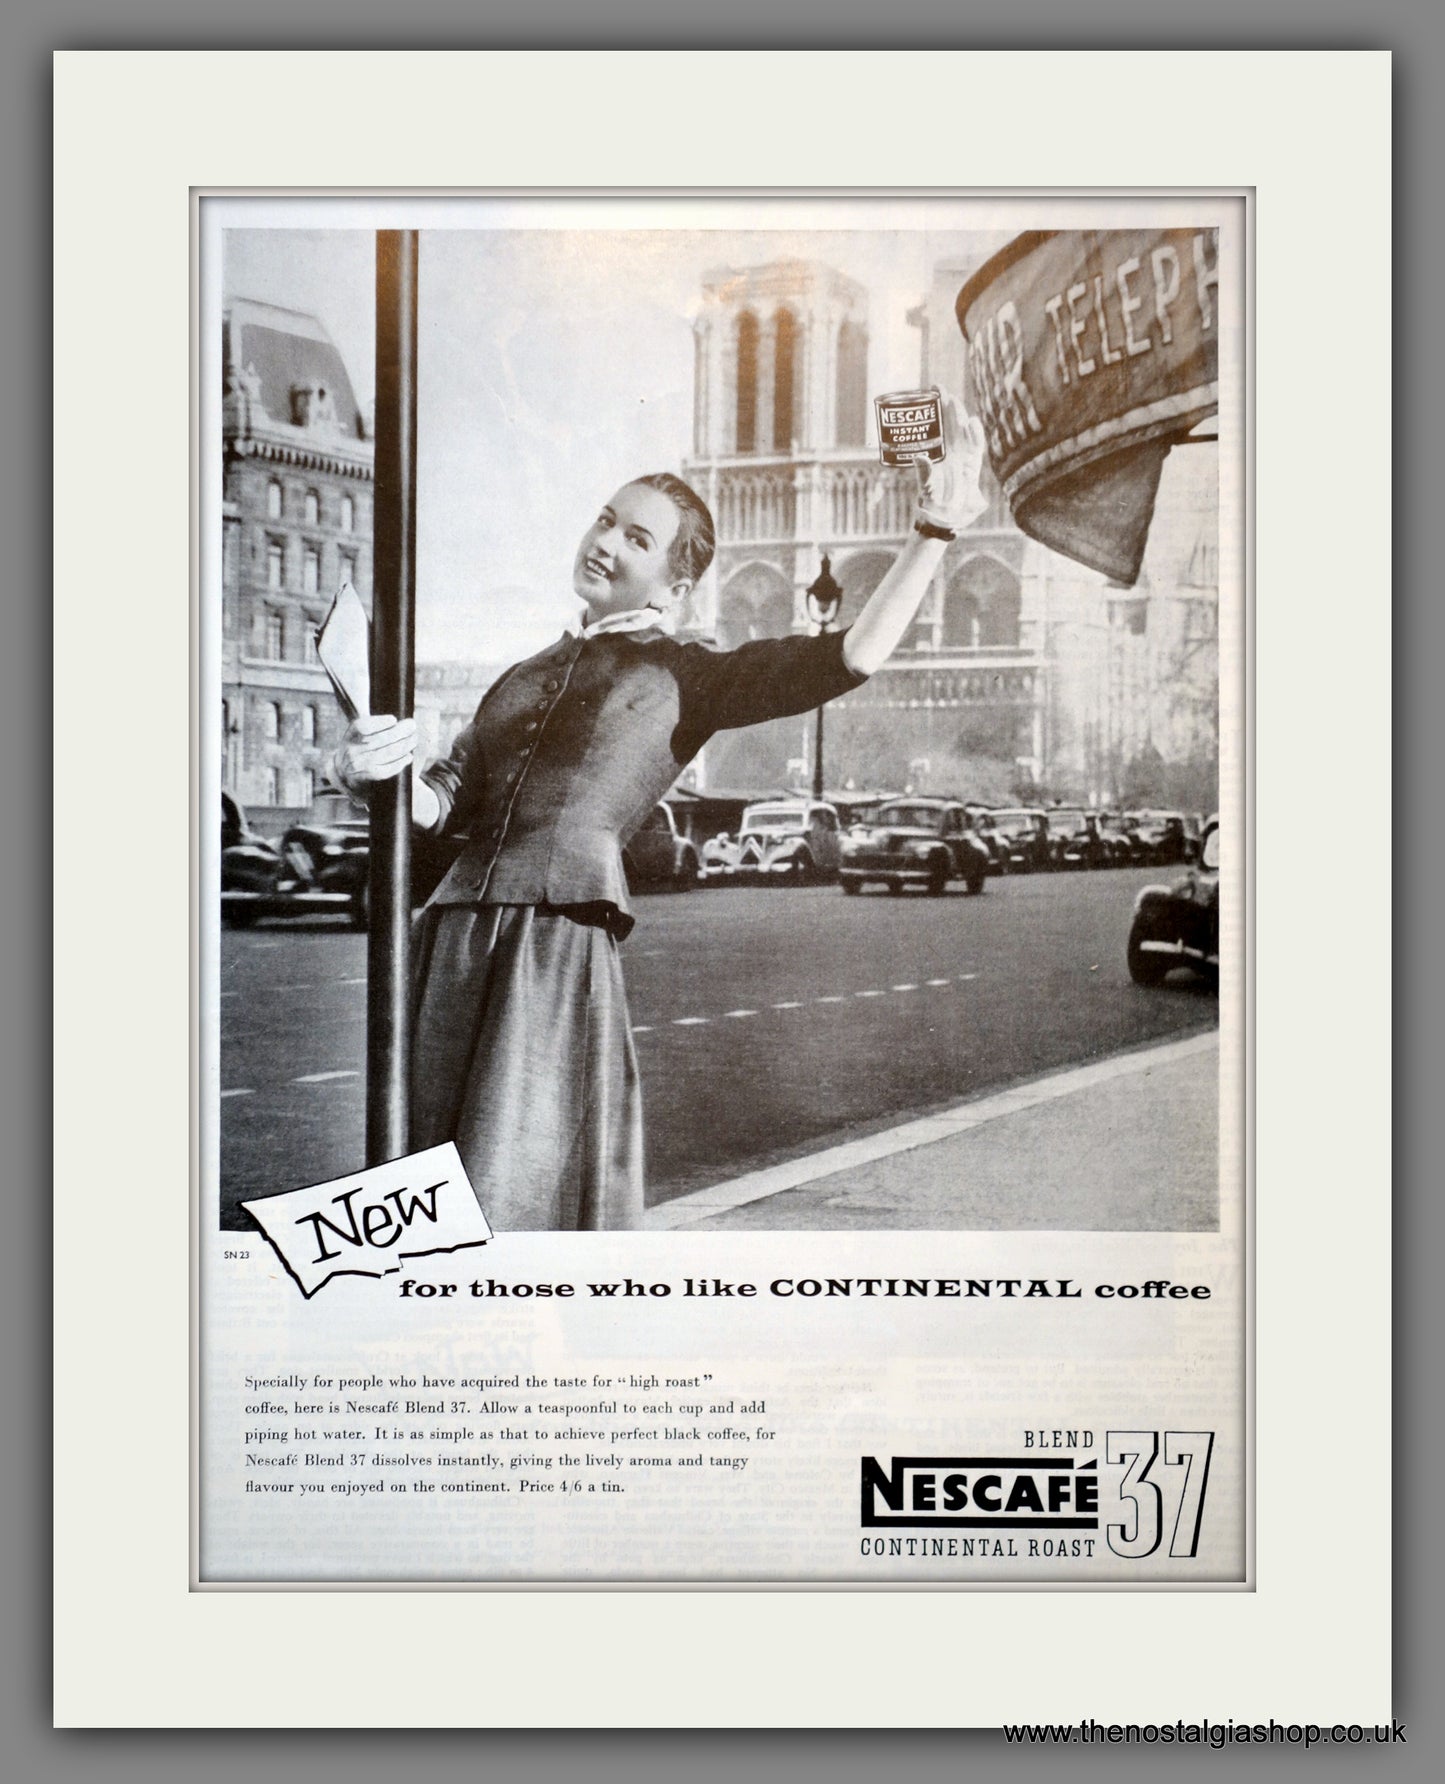 TELEPH
NESCAFÉ
INSTANT
COFFEE
New
SN 23
for those who like CONTINENTAL coffee
Specially for people who have acquired the taste for “ high roast ”
coffee, here is Nescafé Blend 37. Allow a teaspoonful to each cup and add
piping hot water. It is as simple as that to achieve perfect black coffee, for
Nescafé Blend 37 dissolves instantly, giving the lively aroma and tangy
flavour you enjoyed on the continent. Price 4/6 a tin.
BLEND 37
NESCAFÉ
CONTINENTAL ROAST
www.thenostalgiashop.co.uk